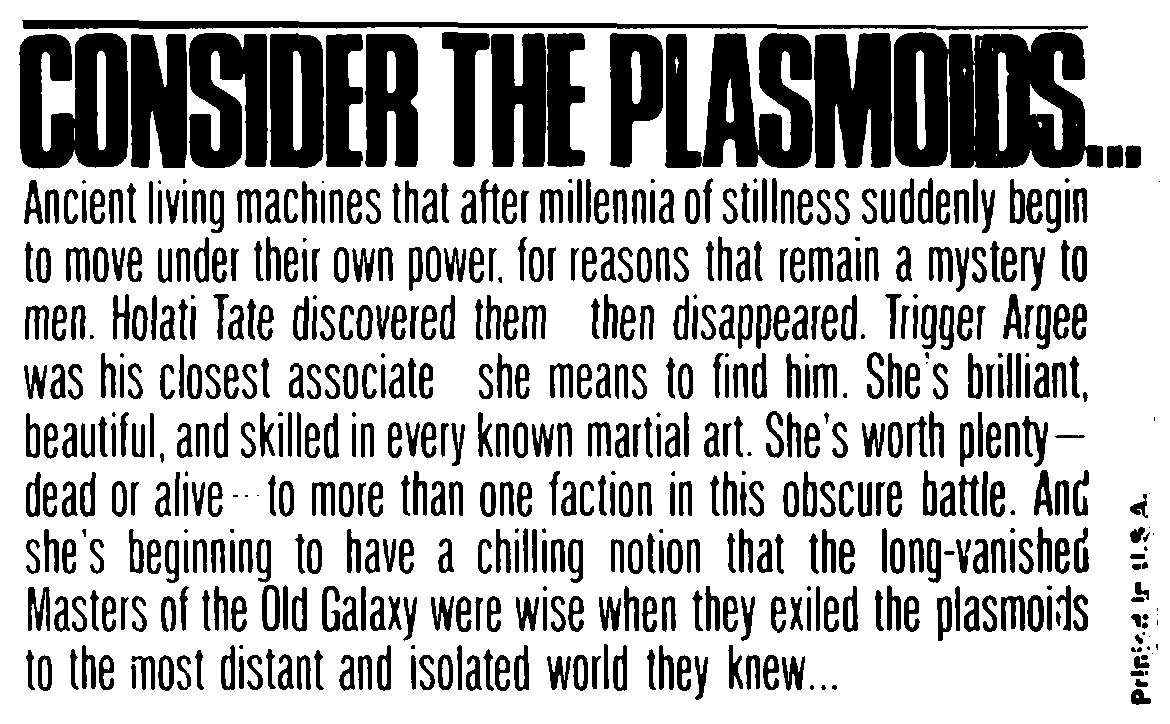 CONSIDER THE PLASMOIDS...
Ancient living machines that after millennia of stillness suddenly begin
to move under their own power, for reasons that remain a mystery to
men. Holati Tate discovered them then disappeared. Trigger Argee
was his closest associate she means to find him. She's brilliant,
beautiful, and skilled in every known martial art. She's worth plenty—
dead or alive--to more than one faction in this obscure battle. And
she's beginning to have a chilling notion that the long-vanished
Masters of the Old Galaxy were wise when they exiled the plasmoids
to the most distant and isolated world they knew...
Printed in U.S.A.